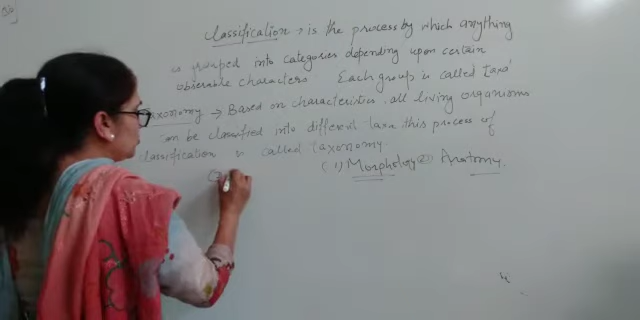 Classification → is the process by which anything
is grouped into categories depending upon certain
observable characters Each group is called taxa'
Taxonomy → Based on characteristics, all living organisms
can be classified into different taxa. this process of
classification is called taxonomy.
(1) Morphology (2) Anatomy.